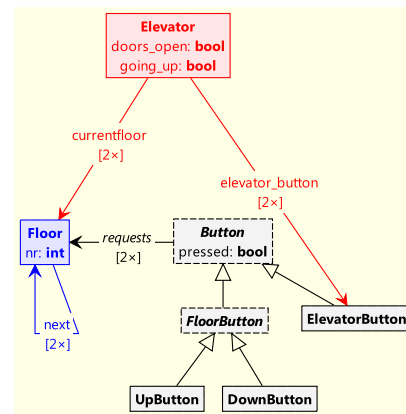 Elevator
doors_open: bool
going_up: bool
currentfloor
[2×]
elevator_button
[2×]
Floor
nr: int
requests
[2×]
Button
pressed: bool
next
[2×]
FloorButton
ElevatorButton
UpButton
DownButton